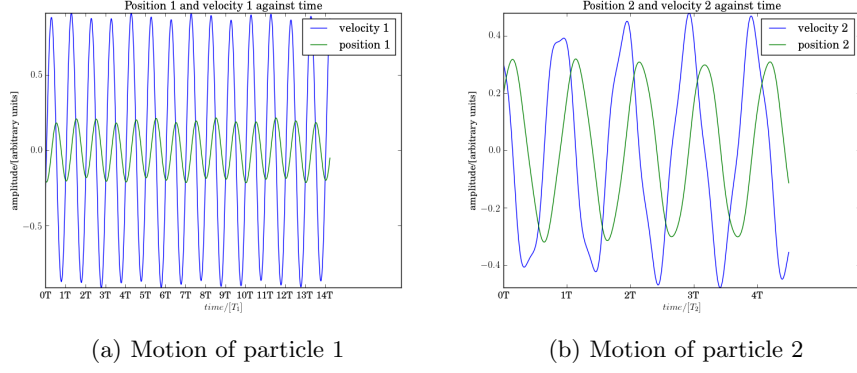 Position 1 and velocity 1 against time
velocity 1
position 1
amplitude/[arbitrary units]
0.5
0.0
−0.5
0T 1T 2T 3T 4T 5T 6T 7T 8T 9T 10T 11T 12T 13T 14T
time/[T₁]
(a) Motion of particle 1
Position 2 and velocity 2 against time
velocity 2
position 2
amplitude/[arbitrary units]
0.4
0.2
0.0
−0.2
−0.4
0T 1T 2T 3T 4T
time/[T₂]
(b) Motion of particle 2